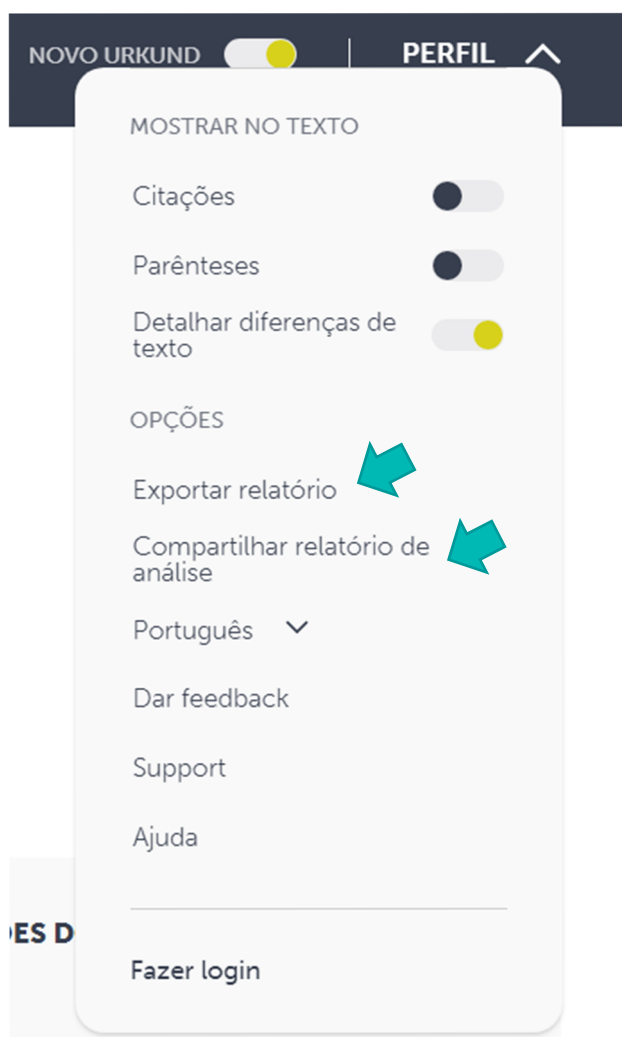 NOVO URKUND
PERFIL
MOSTRAR NO TEXTO
Citações
Parênteses
Detalhar diferenças de
texto
OPÇÕES
Exportar relatório
Compartilhar relatório de
análise
Português
Dar feedback
Support
Ajuda
ES D
Fazer login